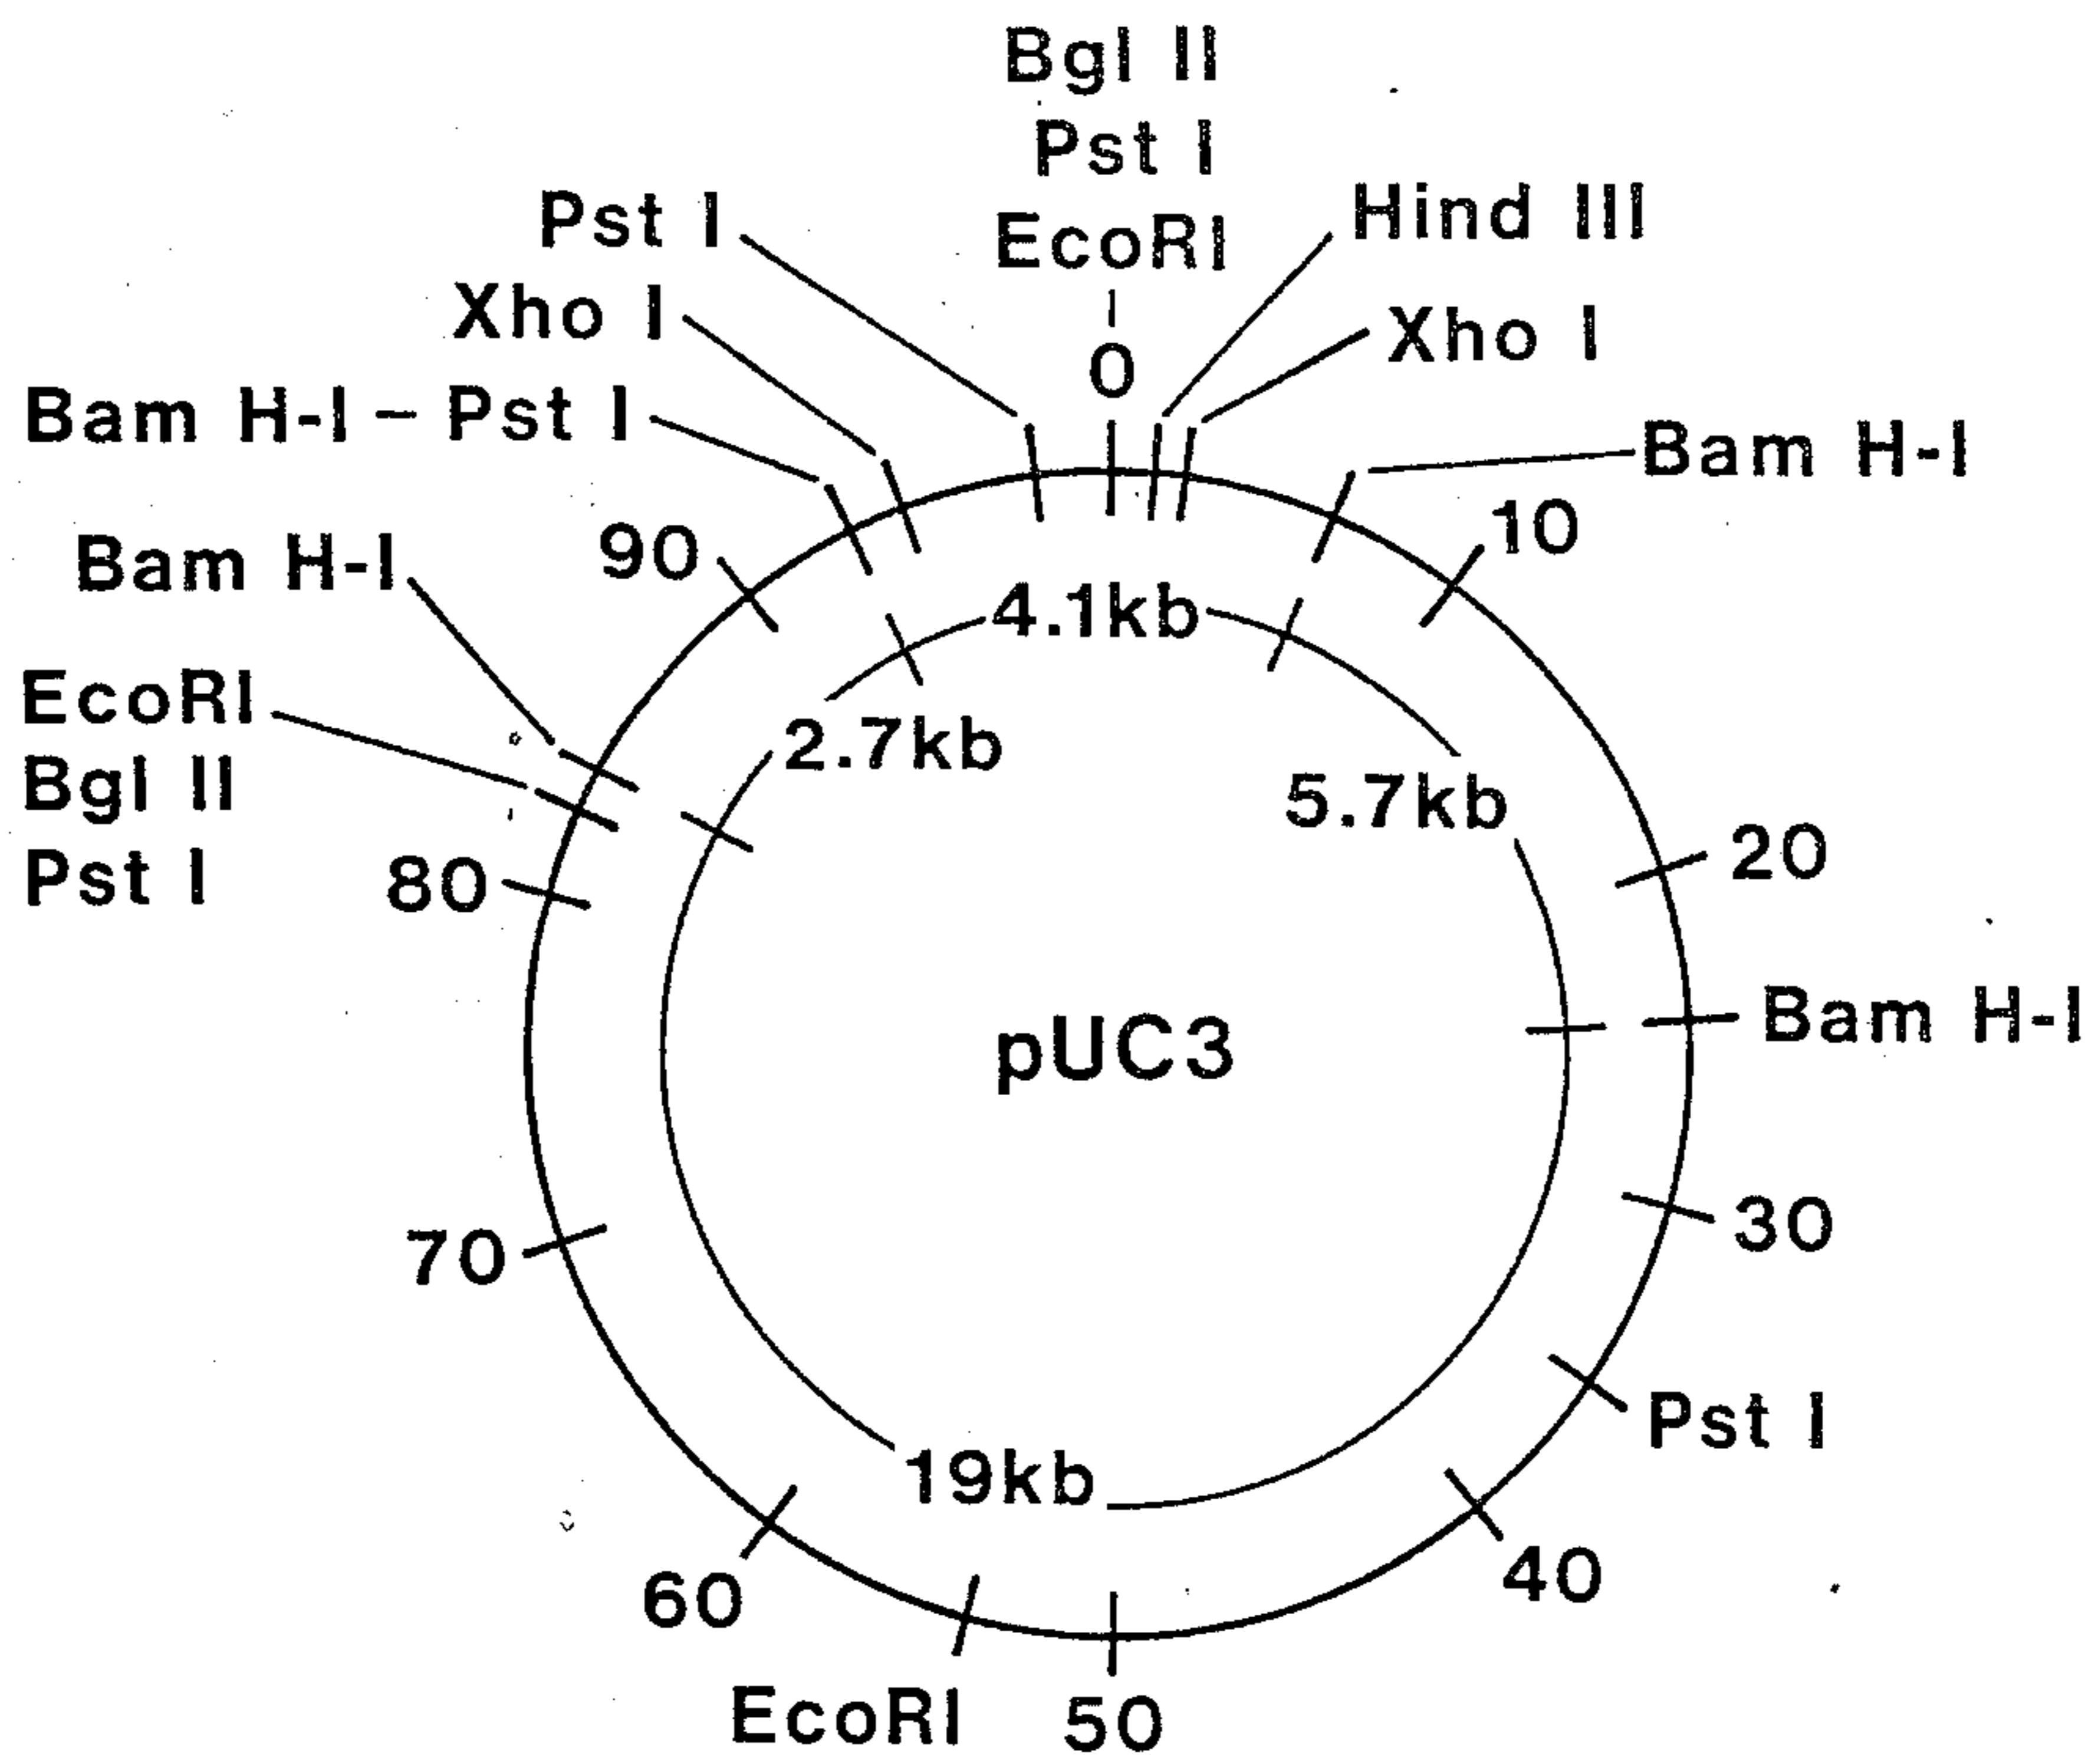 Bgl II
Pst I
EcoRI
0
Hind III
Xho I
Bam H-I
10
20
Bam H-I
30
Pst I
40
50
EcoRI
60
70
80
EcoRI
Bgl II
Pst I
Bam H-I
90
Bam H-I – Pst I
Xho I
Pst I
4.1kb
5.7kb
19kb
2.7kb
pUC3